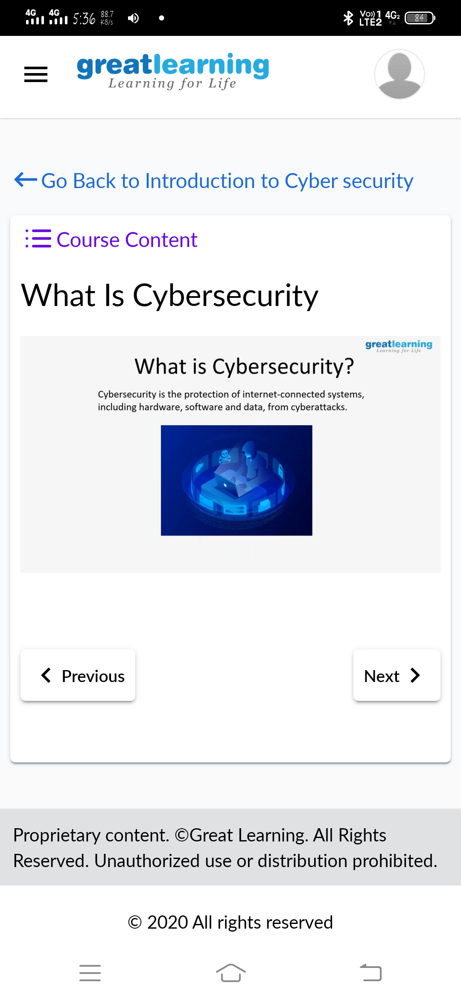 4G 4G 5:36 88.7 KB/s Vo)) 1 LTE2 4G2 84
greatlearning
Learning for Life
Go Back to Introduction to Cyber security
Course Content
What Is Cybersecurity
greatlearning
Learning for Life
What is Cybersecurity?
Cybersecurity is the protection of internet-connected systems,
including hardware, software and data, from cyberattacks.
Previous
Next
Proprietary content. ©Great Learning. All Rights
Reserved. Unauthorized use or distribution prohibited.
© 2020 All rights reserved